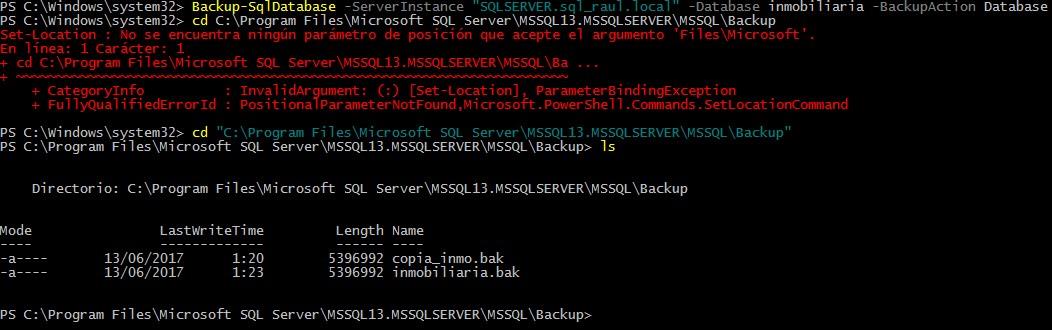 PS C:\Windows\system32> Backup-SqlDatabase -ServerInstance "SQLSERVER.sql_raul.local" -Database inmobiliaria -BackupAction Database
PS C:\Windows\system32> cd C:\Program Files\Microsoft SQL Server\MSSQL13.MSSQLSERVER\MSSQL\Backup
Set-Location : No se encuentra ningún parámetro de posición que acepte el argumento 'Files\Microsoft'.
En línea: 1 Carácter: 1
+ cd C:\Program Files\Microsoft SQL Server\MSSQL13.MSSQLSERVER\MSSQL\Ba ...
+ ~~~~~~~~~~~~~~~~~~~~~~~~~~~~~~~~~~~~~~~~~~~~~~~~~~~~~~~~~~~~~~~~~~~~~
    + CategoryInfo          : InvalidArgument: (:) [Set-Location], ParameterBindingException
    + FullyQualifiedErrorId : PositionalParameterNotFound,Microsoft.PowerShell.Commands.SetLocationCommand
PS C:\Windows\system32> cd "C:\Program Files\Microsoft SQL Server\MSSQL13.MSSQLSERVER\MSSQL\Backup"
PS C:\Program Files\Microsoft SQL Server\MSSQL13.MSSQLSERVER\MSSQL\Backup> ls
    Directorio: C:\Program Files\Microsoft SQL Server\MSSQL13.MSSQLSERVER\MSSQL\Backup
Mode                LastWriteTime         Length Name
----                -------------         ------ ----
-a----       13/06/2017      1:20        5396992 copia_inmo.bak
-a----       13/06/2017      1:23        5396992 inmobiliaria.bak
PS C:\Program Files\Microsoft SQL Server\MSSQL13.MSSQLSERVER\MSSQL\Backup>